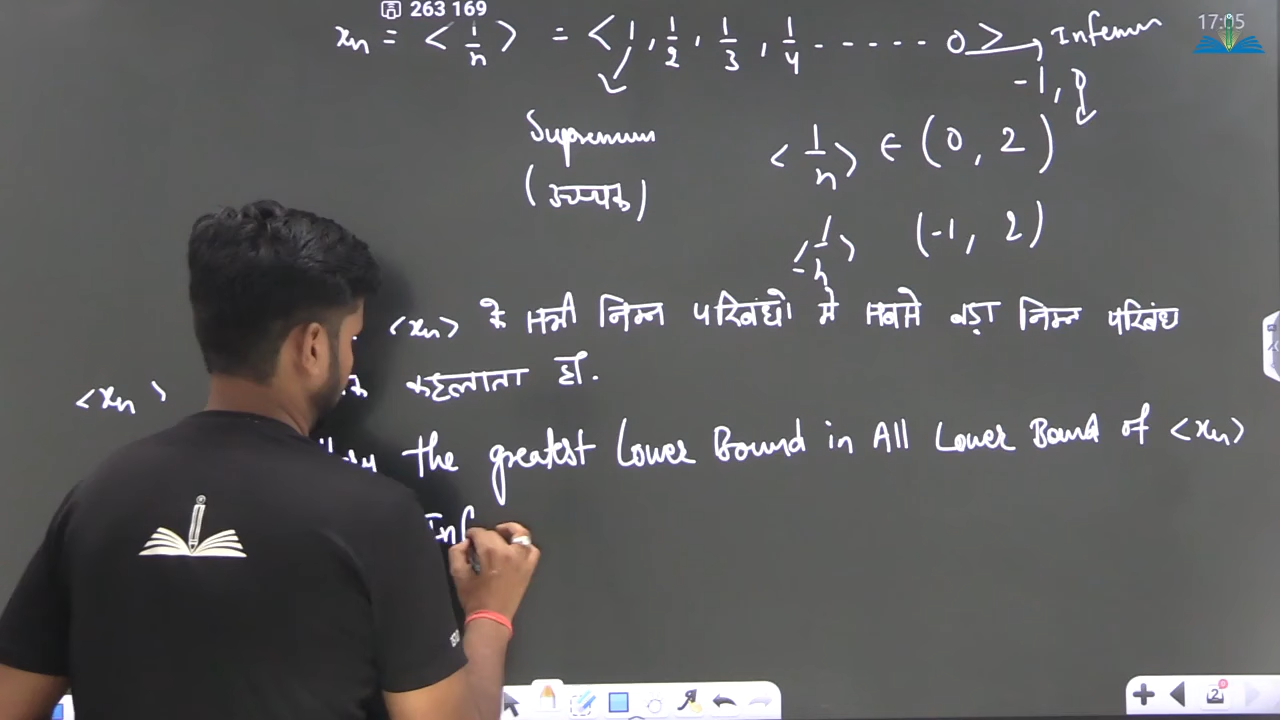 263 169
17:05
xn = < 1/n > = < 1, 1/2, 1/3, 1/4 ------ 0 > → Infemum
-1, 0
Supremum
(उच्चक)
< 1/n > ∈ (0, 2)
< 1/n > (-1, 2)
<xn> के सभी निम्न परिबंधो में सबसे बड़ा निम्न परिबंध
<xn> कहलाता हैं.
the greatest Lower Bound in All Lower Bound of <xn>
Inf
2